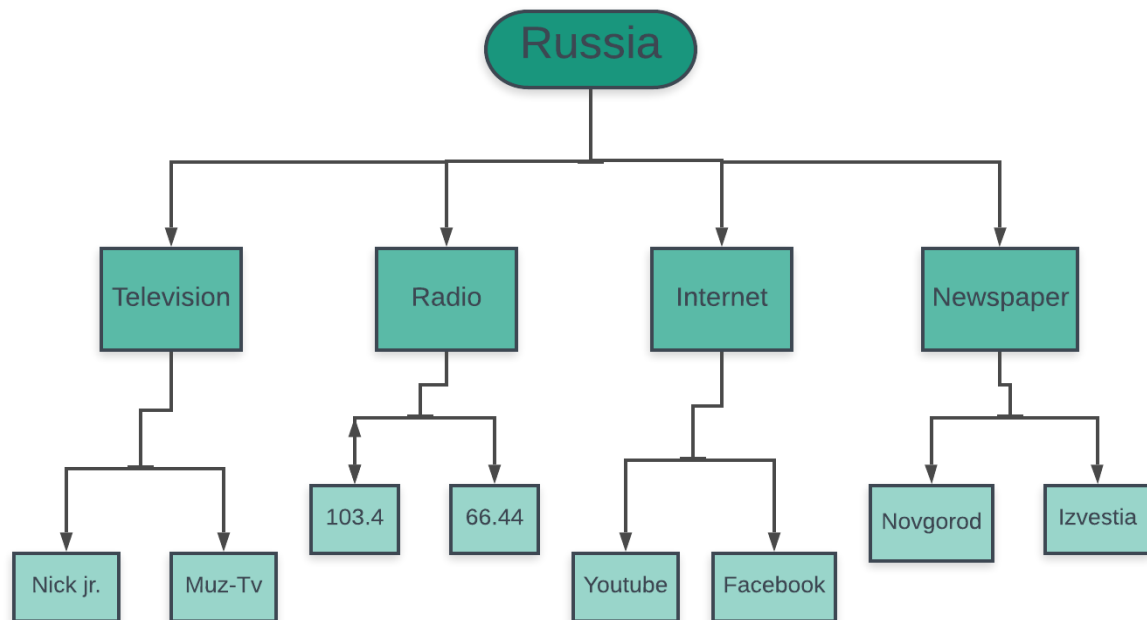 Russia
Television
Radio
Internet
Newspaper
103.4
66.44
Novgorod
Izvestia
Nick jr.
Muz-Tv
Youtube
Facebook